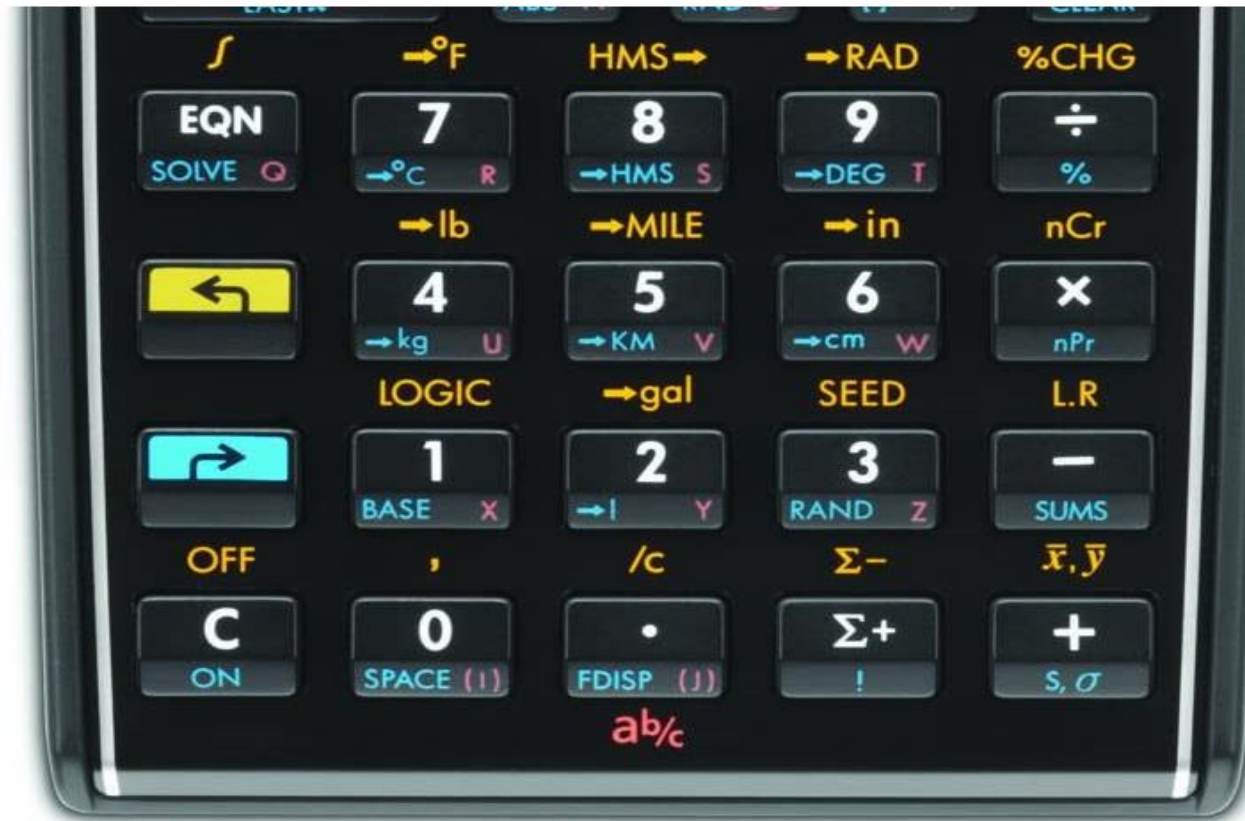 ∫ →°F HMS→ →RAD %CHG
EQN 7 8 9 ÷
SOLVE Q →°C R →HMS S →DEG T %
→lb →MILE →in nCr
4 5 6 ×
→kg U →KM V →cm W nPr
LOGIC →gal SEED L.R
1 2 3 −
BASE X →l Y RAND Z SUMS
OFF , /c Σ− x̄,ȳ
C 0 · Σ+ +
ON SPACE (I) FDISP (J) ! S,σ
ab/c